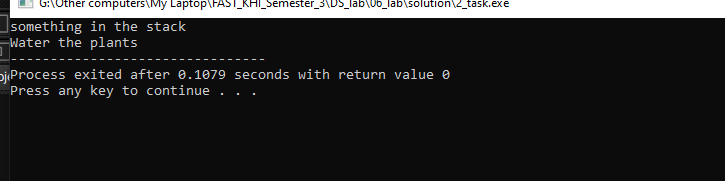 G:\Other computers\My Laptop\FAST_KHI_Semester_3\DS_lab\06_lab\solution\2_task.exe
something in the stack
Water the plants
--------------------------------
Process exited after 0.1079 seconds with return value 0
Press any key to continue . . .